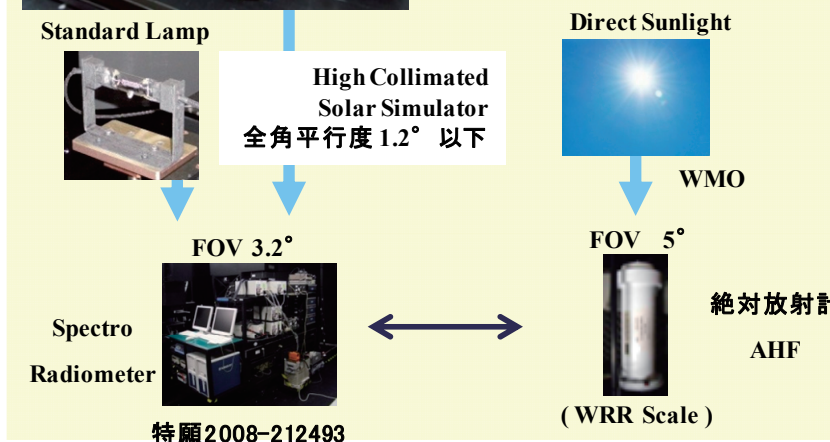 Standard Lamp
High Collimated
Solar Simulator
全角平行度 1.2° 以下
Direct Sunlight
WMO
FOV 3.2°
FOV 5°
Spectro
Radiometer
絶対放射計
AHF
特願2008-212493
( WRR Scale )